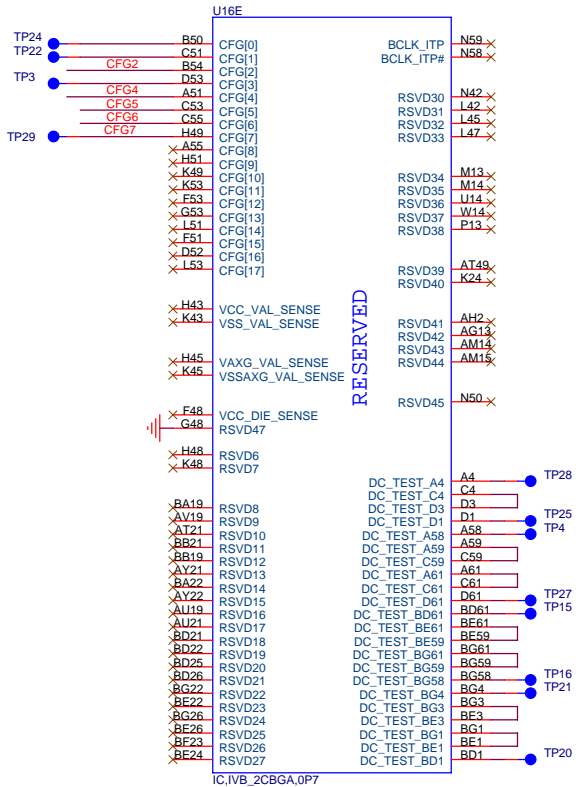 U16E
TP24 B50 CFG[0] BCLK_ITP N59
TP22 C51 CFG[1] BCLK_ITP# N58
CFG2 B54 CFG[2]
TP3 D53 CFG[3]
CFG4 A51 CFG[4] RSVD30 N42
CFG5 C53 CFG[5] RSVD31 L42
CFG6 C55 CFG[6] RSVD32 L45
TP29 CFG7 H49 CFG[7] RSVD33 L47
A55 CFG[8]
H51 CFG[9]
K49 CFG[10] RSVD34 M13
K53 CFG[11] RSVD35 M14
F53 CFG[12] RSVD36 U14
G53 CFG[13] RSVD37 W14
L51 CFG[14] RSVD38 P13
F51 CFG[15]
D52 CFG[16]
L53 CFG[17] RSVD39 AT49
RSVD40 K24
H43 VCC_VAL_SENSE
K43 VSS_VAL_SENSE RSVD41 AH2
RSVD42 AG13
RSVD43 AM14
H45 VAXG_VAL_SENSE RSVD44 AM15
K45 VSSAXG_VAL_SENSE
RESERVED
RSVD45 N50
F48 VCC_DIE_SENSE
G48 RSVD47
H48 RSVD6
K48 RSVD7
DC_TEST_A4 A4 TP28
DC_TEST_C4 C4
BA19 RSVD8 DC_TEST_D3 D3
AV19 RSVD9 DC_TEST_D1 D1 TP25
AT21 RSVD10 DC_TEST_A58 A58 TP4
BB21 RSVD11 DC_TEST_A59 A59
BB19 RSVD12 DC_TEST_C59 C59
AY21 RSVD13 DC_TEST_A61 A61
BA22 RSVD14 DC_TEST_C61 C61
AY22 RSVD15 DC_TEST_D61 D61 TP27
AU19 RSVD16 DC_TEST_BD61 BD61 TP15
AU21 RSVD17 DC_TEST_BE61 BE61
BD21 RSVD18 DC_TEST_BE59 BE59
BD22 RSVD19 DC_TEST_BG61 BG61
BD25 RSVD20 DC_TEST_BG59 BG59
BD26 RSVD21 DC_TEST_BG58 BG58 TP16
BG22 RSVD22 DC_TEST_BG4 BG4 TP21
BE22 RSVD23 DC_TEST_BG3 BG3
BG26 RSVD24 DC_TEST_BE3 BE3
BE26 RSVD25 DC_TEST_BG1 BG1
BF23 RSVD26 DC_TEST_BE1 BE1
BE24 RSVD27 DC_TEST_BD1 BD1 TP20
IC,IVB_2CBGA,0P7